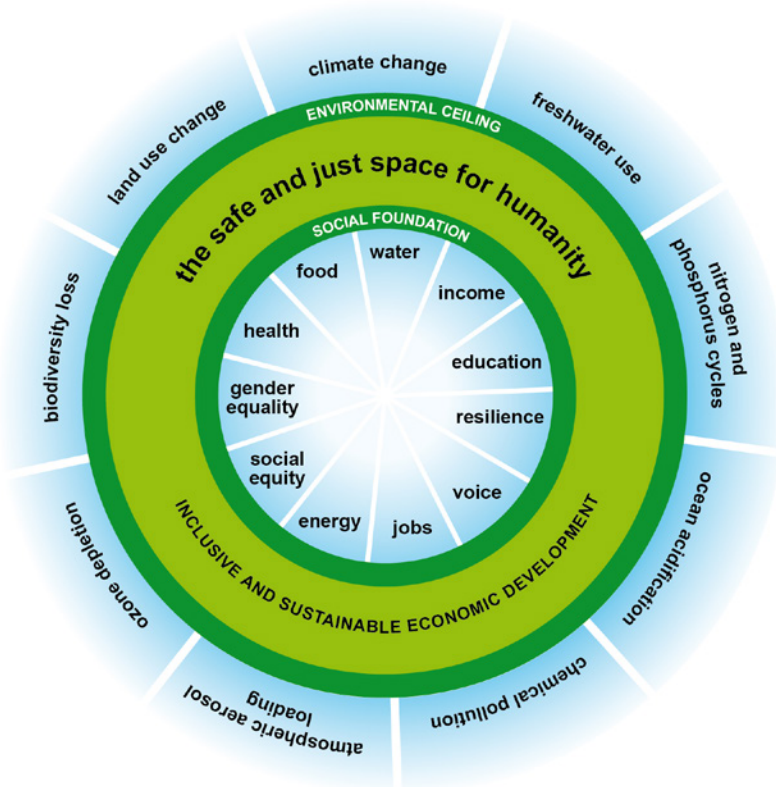 climate change
freshwater use
nitrogen and
phosphorus cycles
ocean acidification
chemical pollution
atmospheric aerosol
loading
ozone depletion
biodiversity loss
land use change
ENVIRONMENTAL CEILING
the safe and just space for humanity
SOCIAL FOUNDATION
water
income
education
resilience
voice
jobs
energy
social
equity
gender
equality
health
food
INCLUSIVE AND SUSTAINABLE ECONOMIC DEVELOPMENT